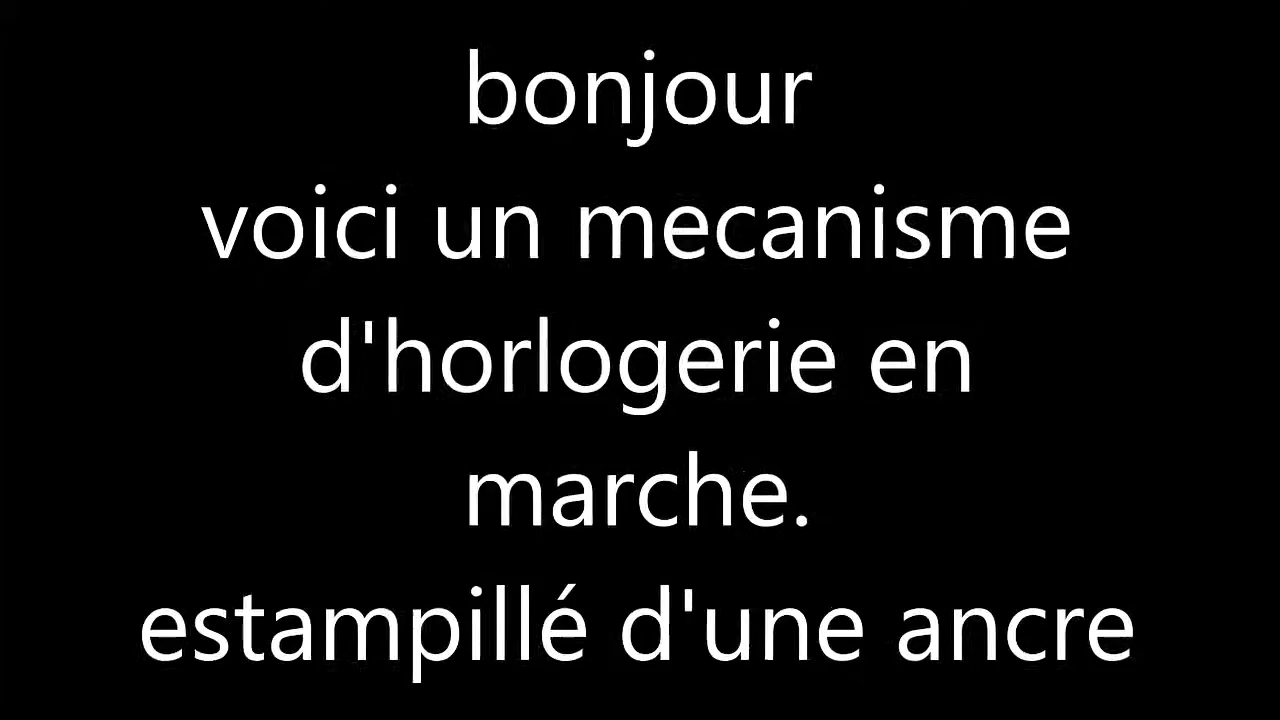 bonjour
voici un mecanisme
d'horlogerie en
marche.
estampillé d'une ancre